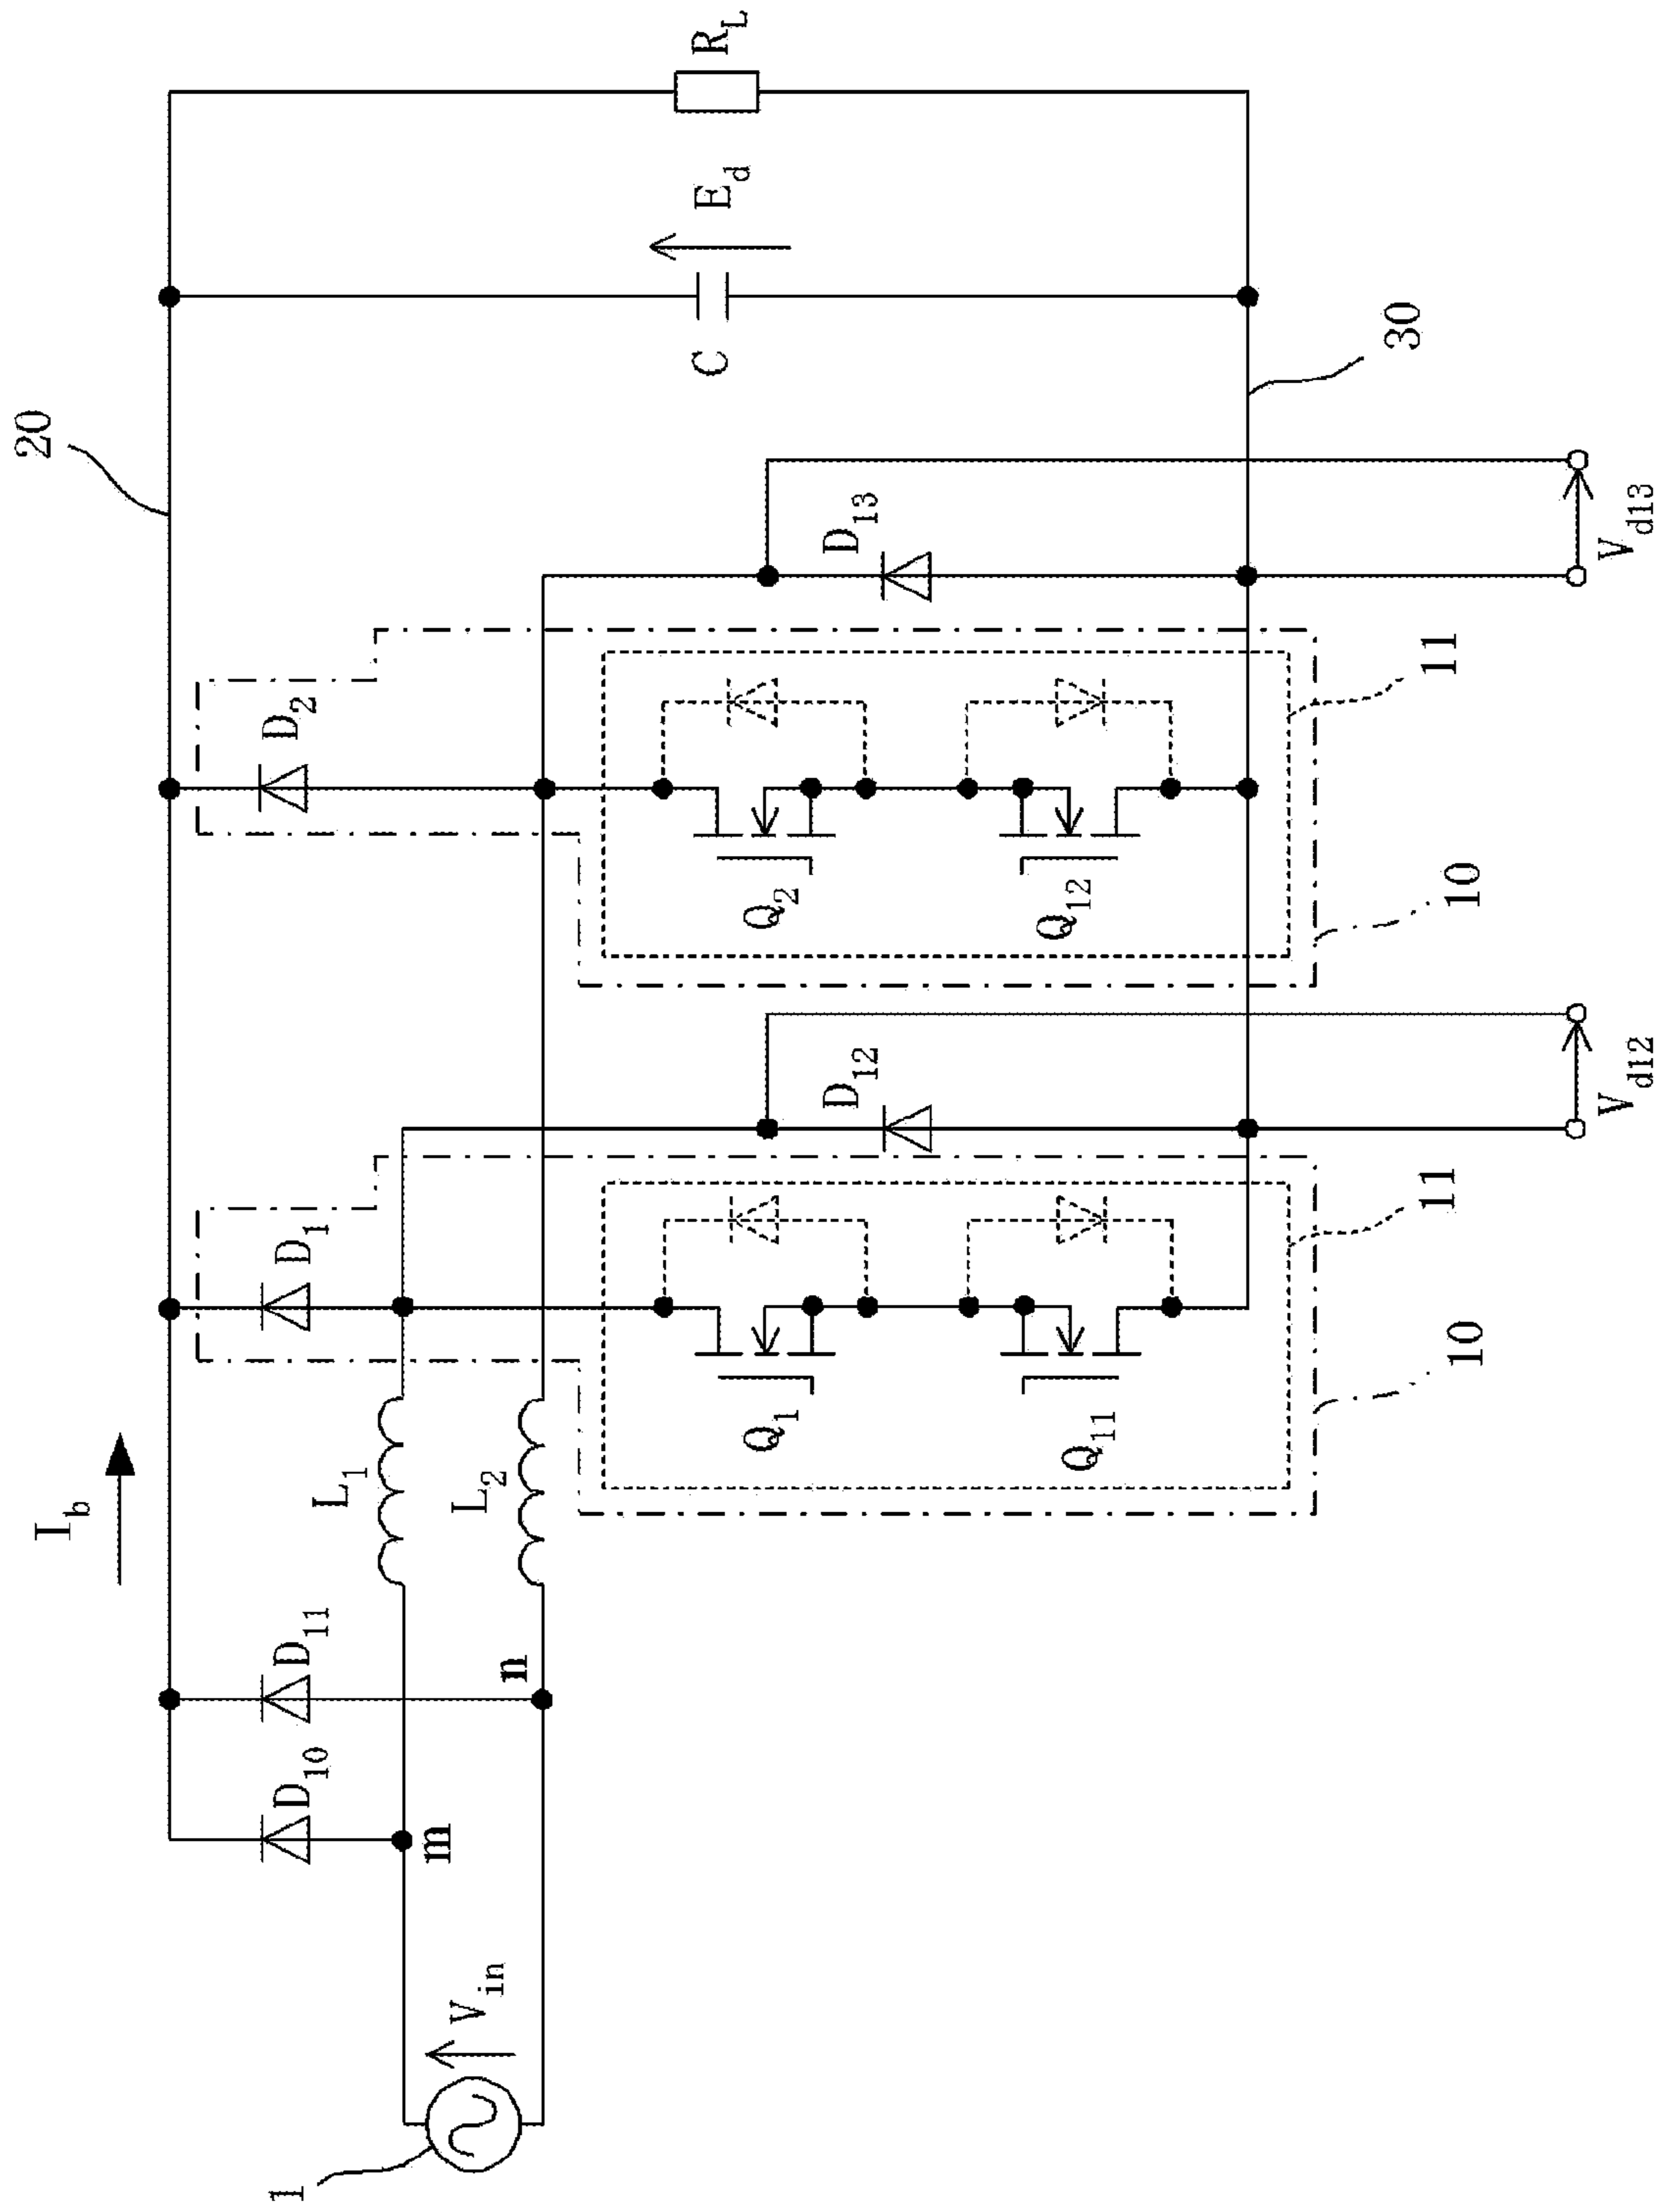 20
I_b
D_10
D_11
D_1
D_2
L_1
L_2
m
n
1
V_in
Q_1
Q_11
Q_2
Q_12
D_12
D_13
C
E_d
R_L
11
11
10
10
30
V_d12
V_d13